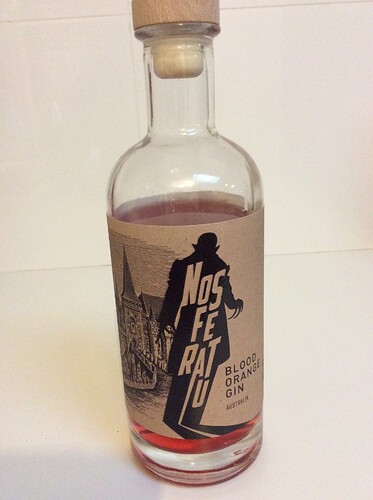 NOS
FE
RAT
U
BLOOD
ORANGE
GIN
AUSTRALIA